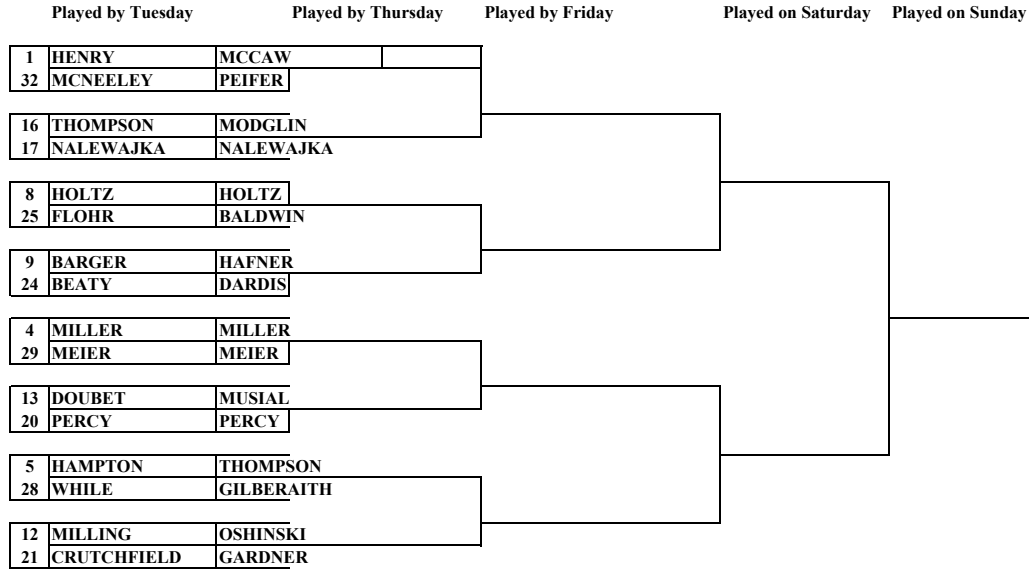 Played by Tuesday Played by Thursday Played by Friday Played on Saturday Played on Sunday
1 HENRY MCCAW
32 MCNEELEY PEIFER
16 THOMPSON MODGLIN
17 NALEWAJKA NALEWAJKA
8 HOLTZ HOLTZ
25 FLOHR BALDWIN
9 BARGER HAFNER
24 BEATY DARDIS
4 MILLER MILLER
29 MEIER MEIER
13 DOUBET MUSIAL
20 PERCY PERCY
5 HAMPTON THOMPSON
28 WHILE GILBERAITH
12 MILLING OSHINSKI
21 CRUTCHFIELD GARDNER